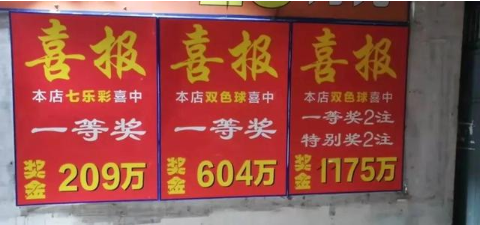 喜报
本店七乐彩喜中
一等奖
奖金 209万
喜报
本店双色球喜中
一等奖
奖金 604万
喜报
本店双色球喜中
一等奖2注
特别奖2注
奖金 1175万